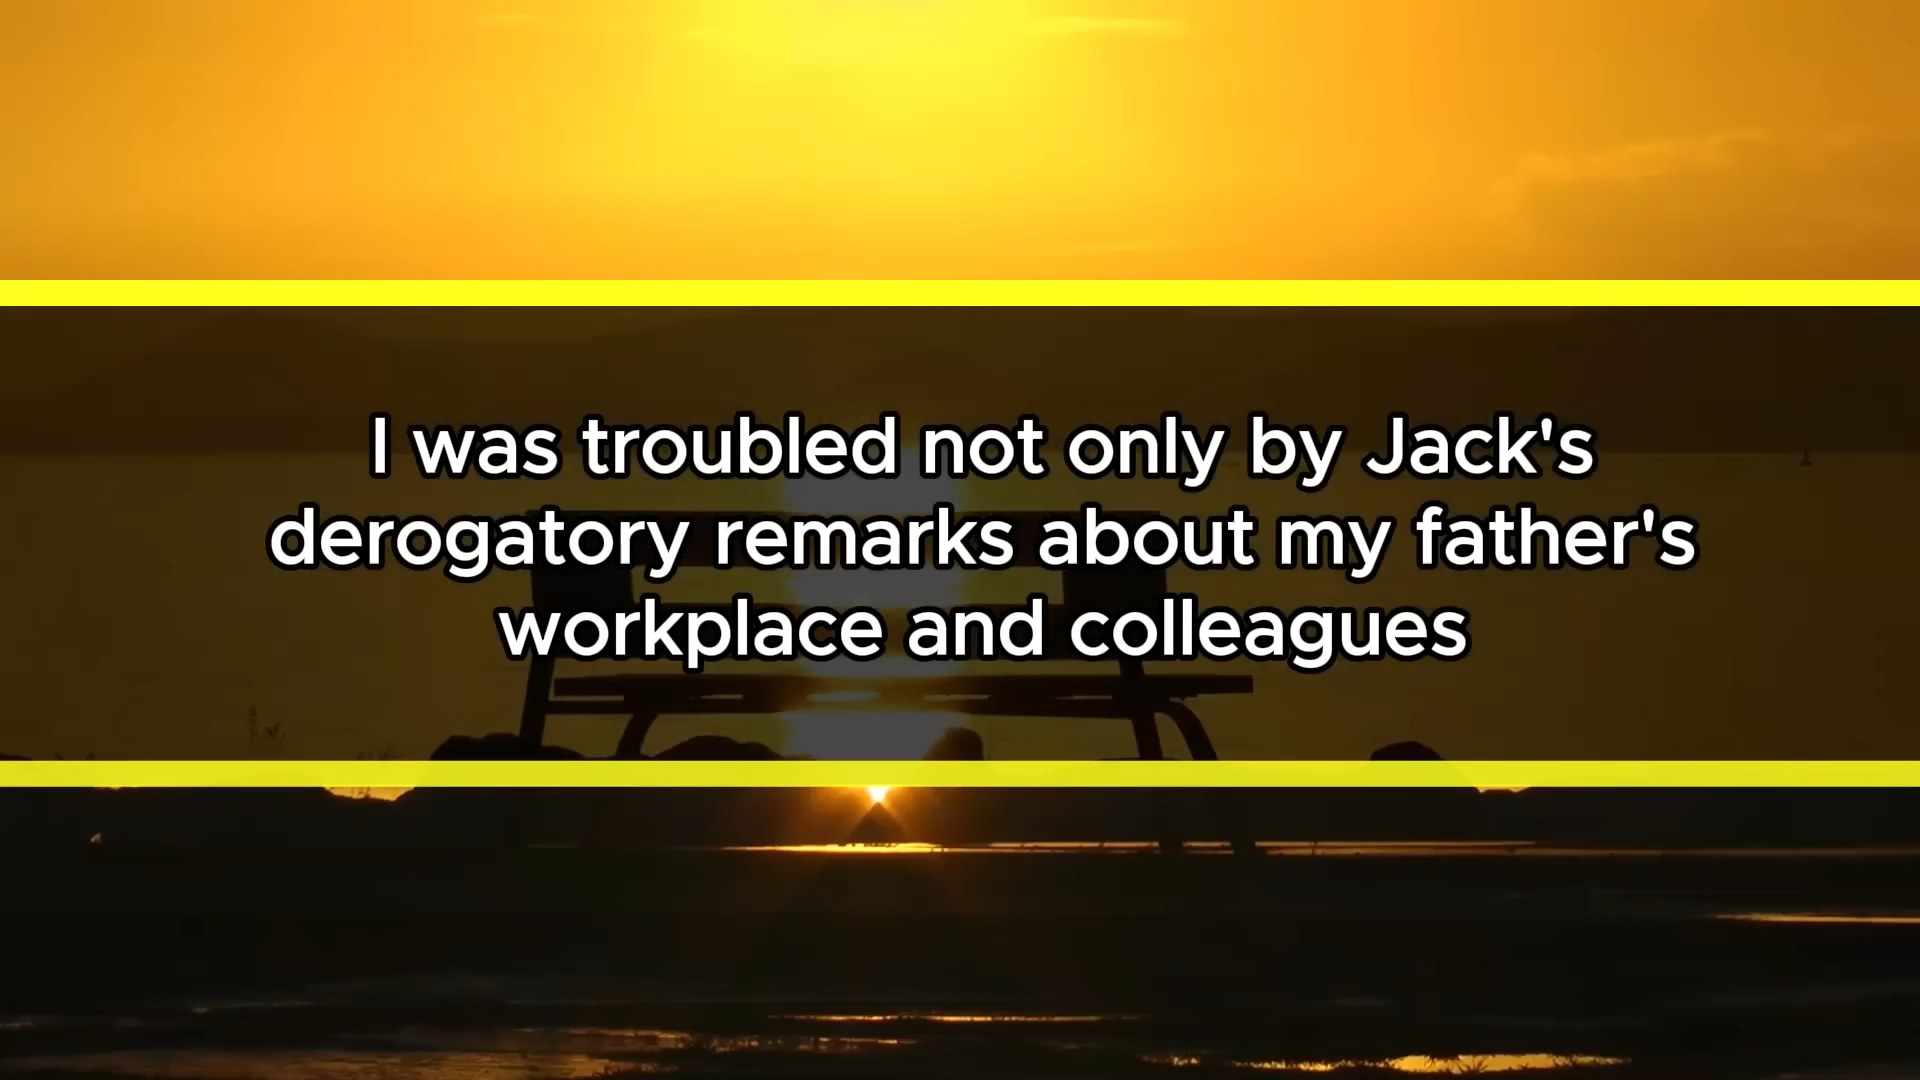 I was troubled not only by Jack's
derogatory remarks about my father's
workplace and colleagues